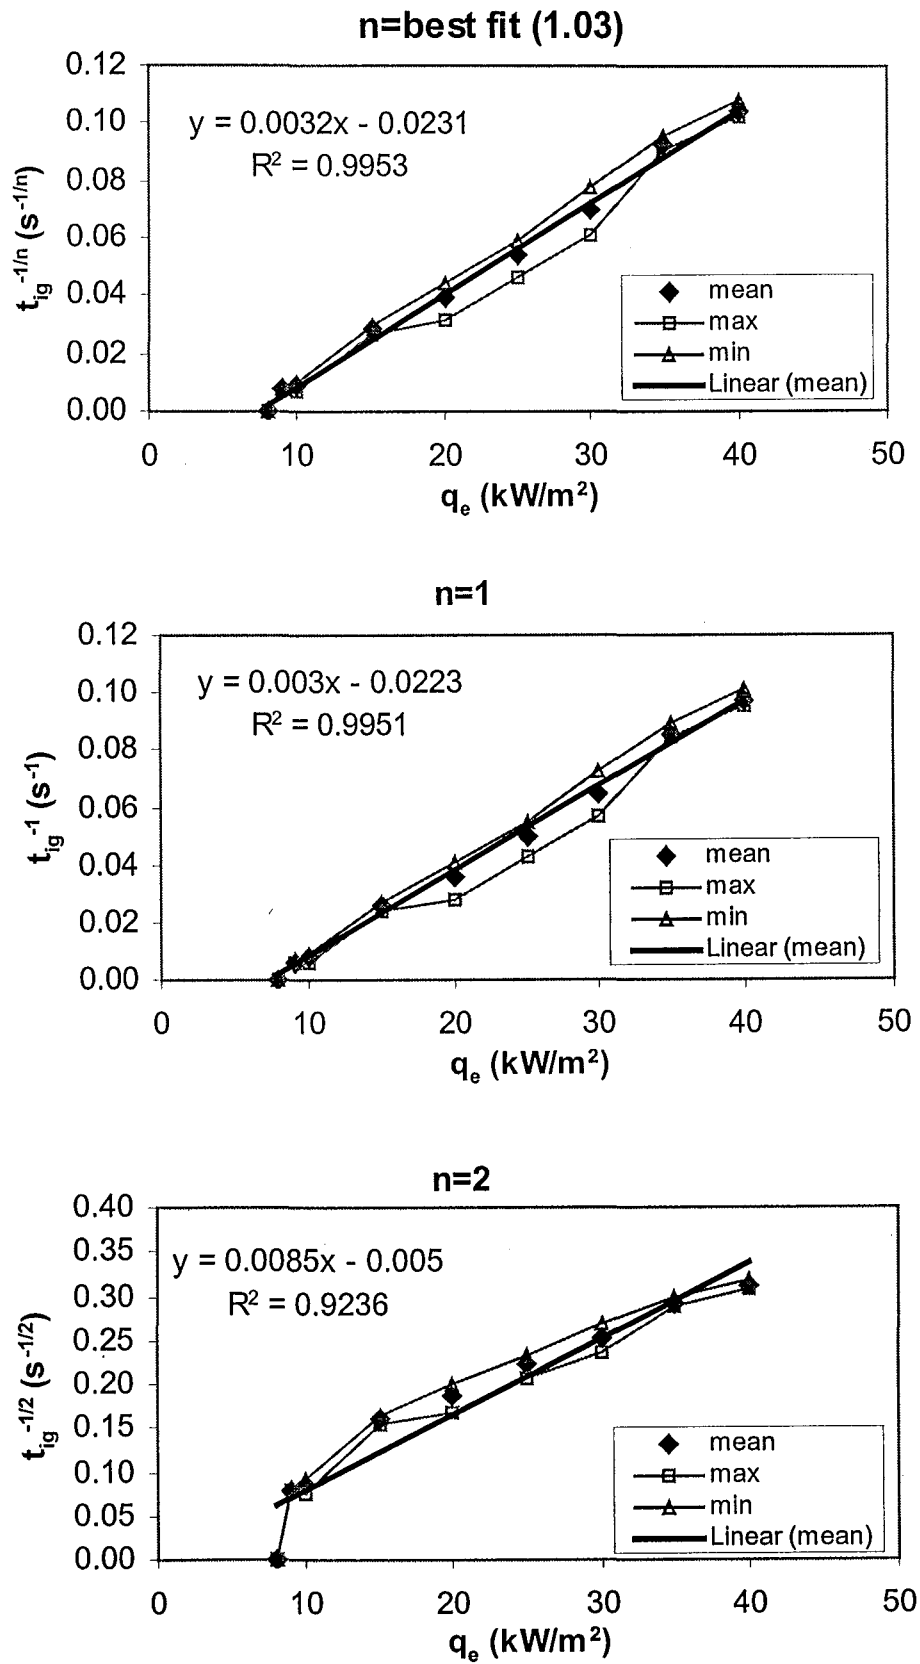 n=best fit (1.03)
0.12
0.10
0.08
0.06
0.04
0.02
0.00
t_ig^-1/n (s^-1/n)
y = 0.0032x - 0.0231
R² = 0.9953
mean
max
min
Linear (mean)
0 10 20 30 40 50
q_e (kW/m²)
n=1
0.12
0.10
0.08
0.06
0.04
0.02
0.00
t_ig^-1 (s^-1)
y = 0.003x - 0.0223
R² = 0.9951
mean
max
min
Linear (mean)
0 10 20 30 40 50
q_e (kW/m²)
n=2
0.40
0.35
0.30
0.25
0.20
0.15
0.10
0.05
0.00
t_ig^-1/2 (s^-1/2)
y = 0.0085x - 0.005
R² = 0.9236
mean
max
min
Linear (mean)
0 10 20 30 40 50
q_e (kW/m²)